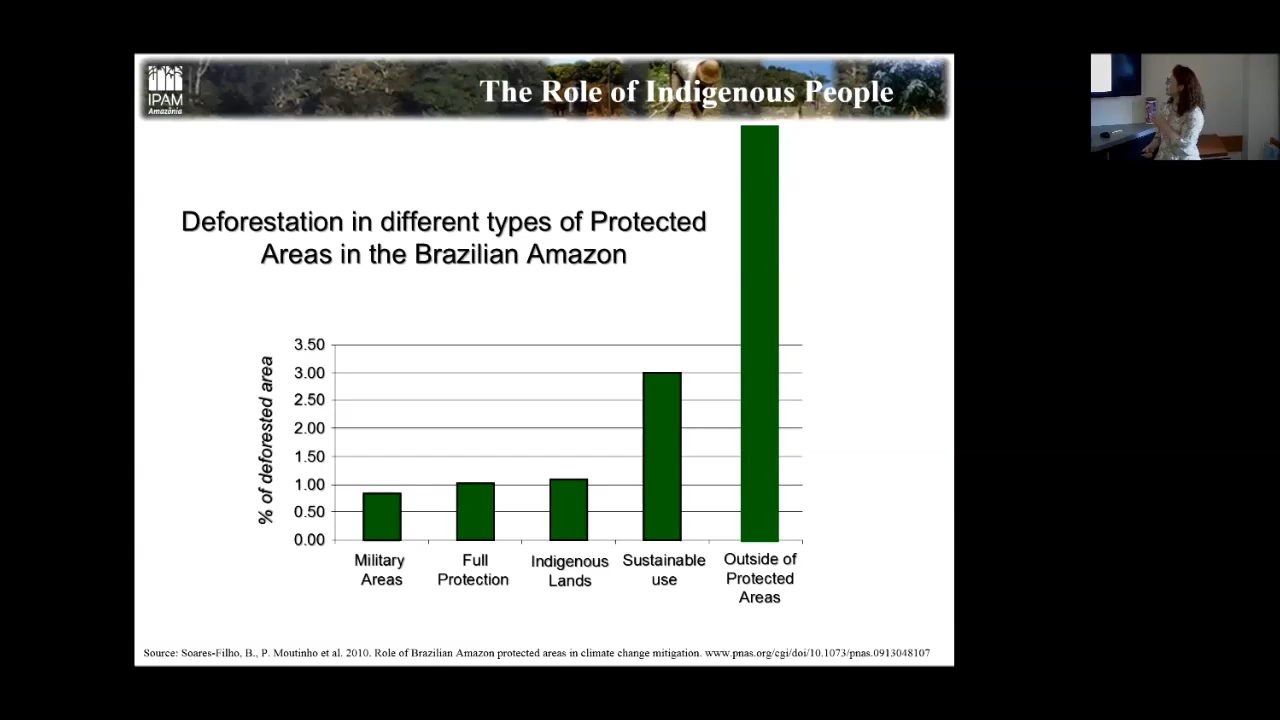 IPAM
Amazônia
The Role of Indigenous People
Deforestation in different types of Protected
Areas in the Brazilian Amazon
% of deforested area
3.50
3.00
2.50
2.00
1.50
1.00
0.50
0.00
Military
Areas
Full
Protection
Indigenous
Lands
Sustainable
use
Outside of
Protected
Areas
Source: Soares-Filho, B., P. Moutinho et al. 2010. Role of Brazilian Amazon protected areas in climate change mitigation. www.pnas.org/cgi/doi/10.1073/pnas.0913048107